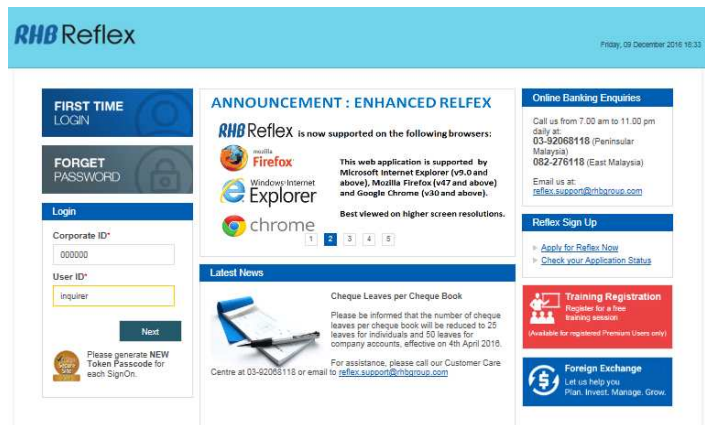 RHB Reflex
Friday, 09 December 2016 16:33
FIRST TIME
LOGIN
FORGET
PASSWORD
Login
Corporate ID*
000000
User ID*
inquirer
Next
Please generate NEW
Token Passcode for
each SignOn.
ANNOUNCEMENT : ENHANCED RELFEX
RHB Reflex is now supported on the following browsers:
mozilla
Firefox
Windows Internet
Explorer
chrome
This web application is supported by
Microsoft Internet Explorer (v9.0 and
above), Mozilla Firefox (v47 and above)
and Google Chrome (v30 and above).
Best viewed on higher screen resolutions.
1 2 3 4 5
Latest News
Cheque Leaves per Cheque Book
Please be informed that the number of cheque
leaves per cheque book will be reduced to 25
leaves for individuals and 50 leaves for
company accounts, effective on 4th April 2016.
For assistance, please call our Customer Care
Centre at 03-92068118 or email to reflex.support@rhbgroup.com
Online Banking Enquiries
Call us from 7.00 am to 11.00 pm
daily at:
03-92068118 (Peninsular
Malaysia)
082-276118 (East Malaysia)
Email us at:
reflex.support@rhbgroup.com
Reflex Sign Up
Apply for Reflex Now
Check your Application Status
Training Registration
Register for a free
training session
(Available for registered Premium Users only)
Foreign Exchange
Let us help you
Plan. Invest. Manage. Grow.